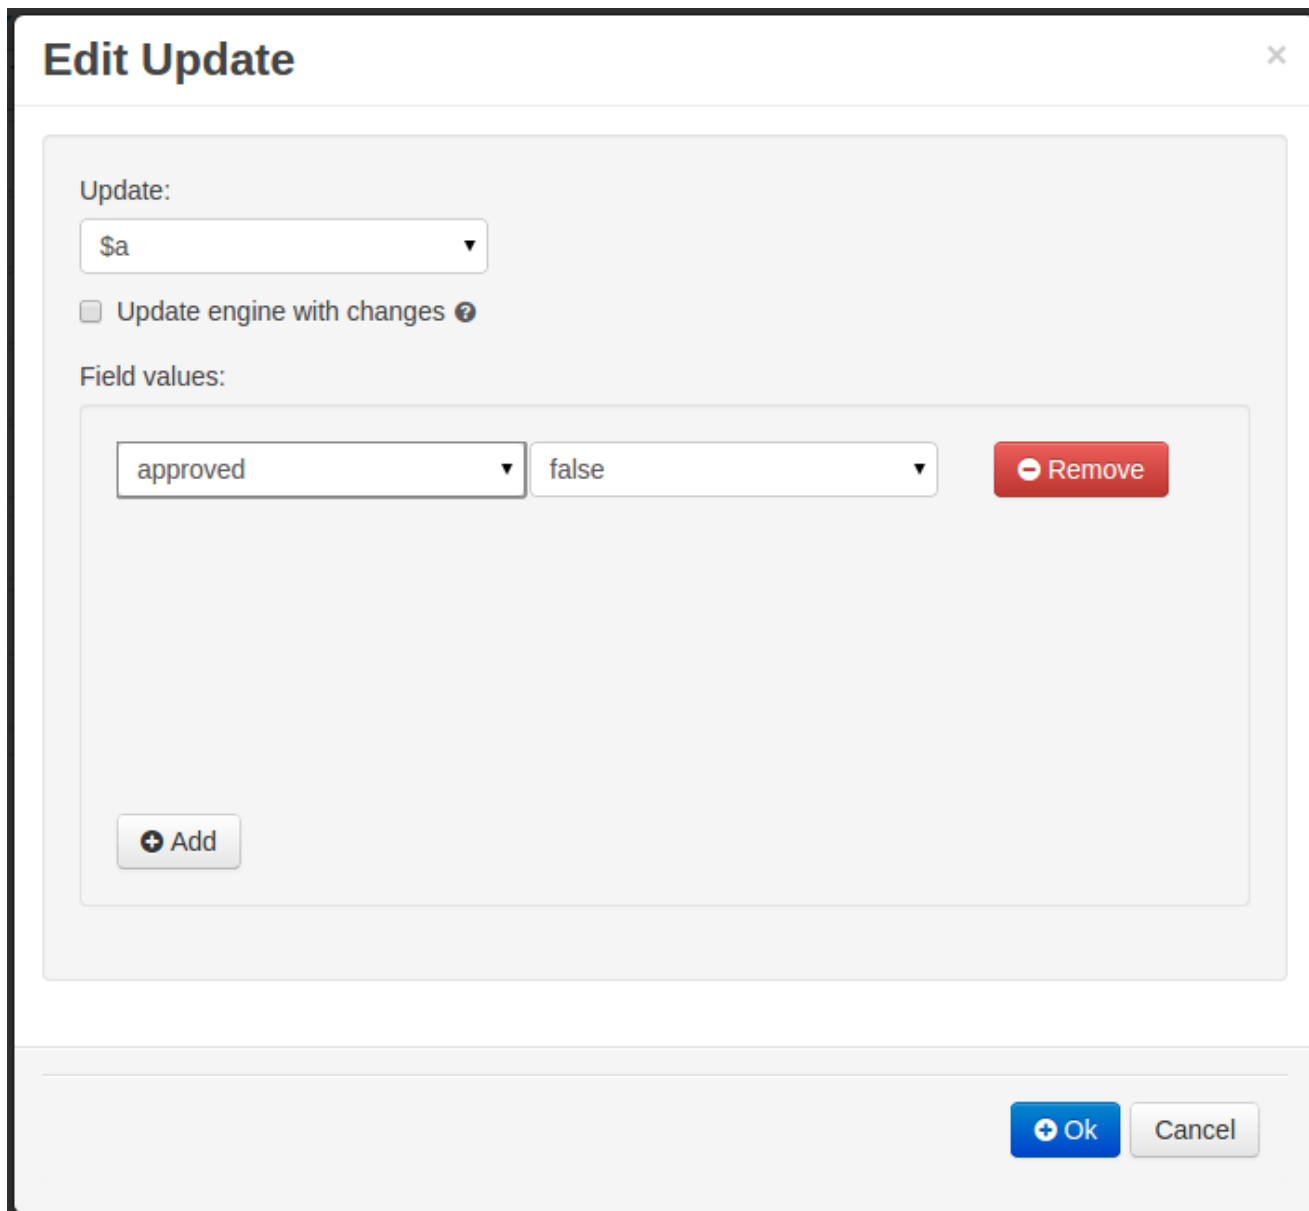 Edit Update ×
Update:
$a
Update engine with changes
Field values:
approved false Remove
Add
Ok Cancel